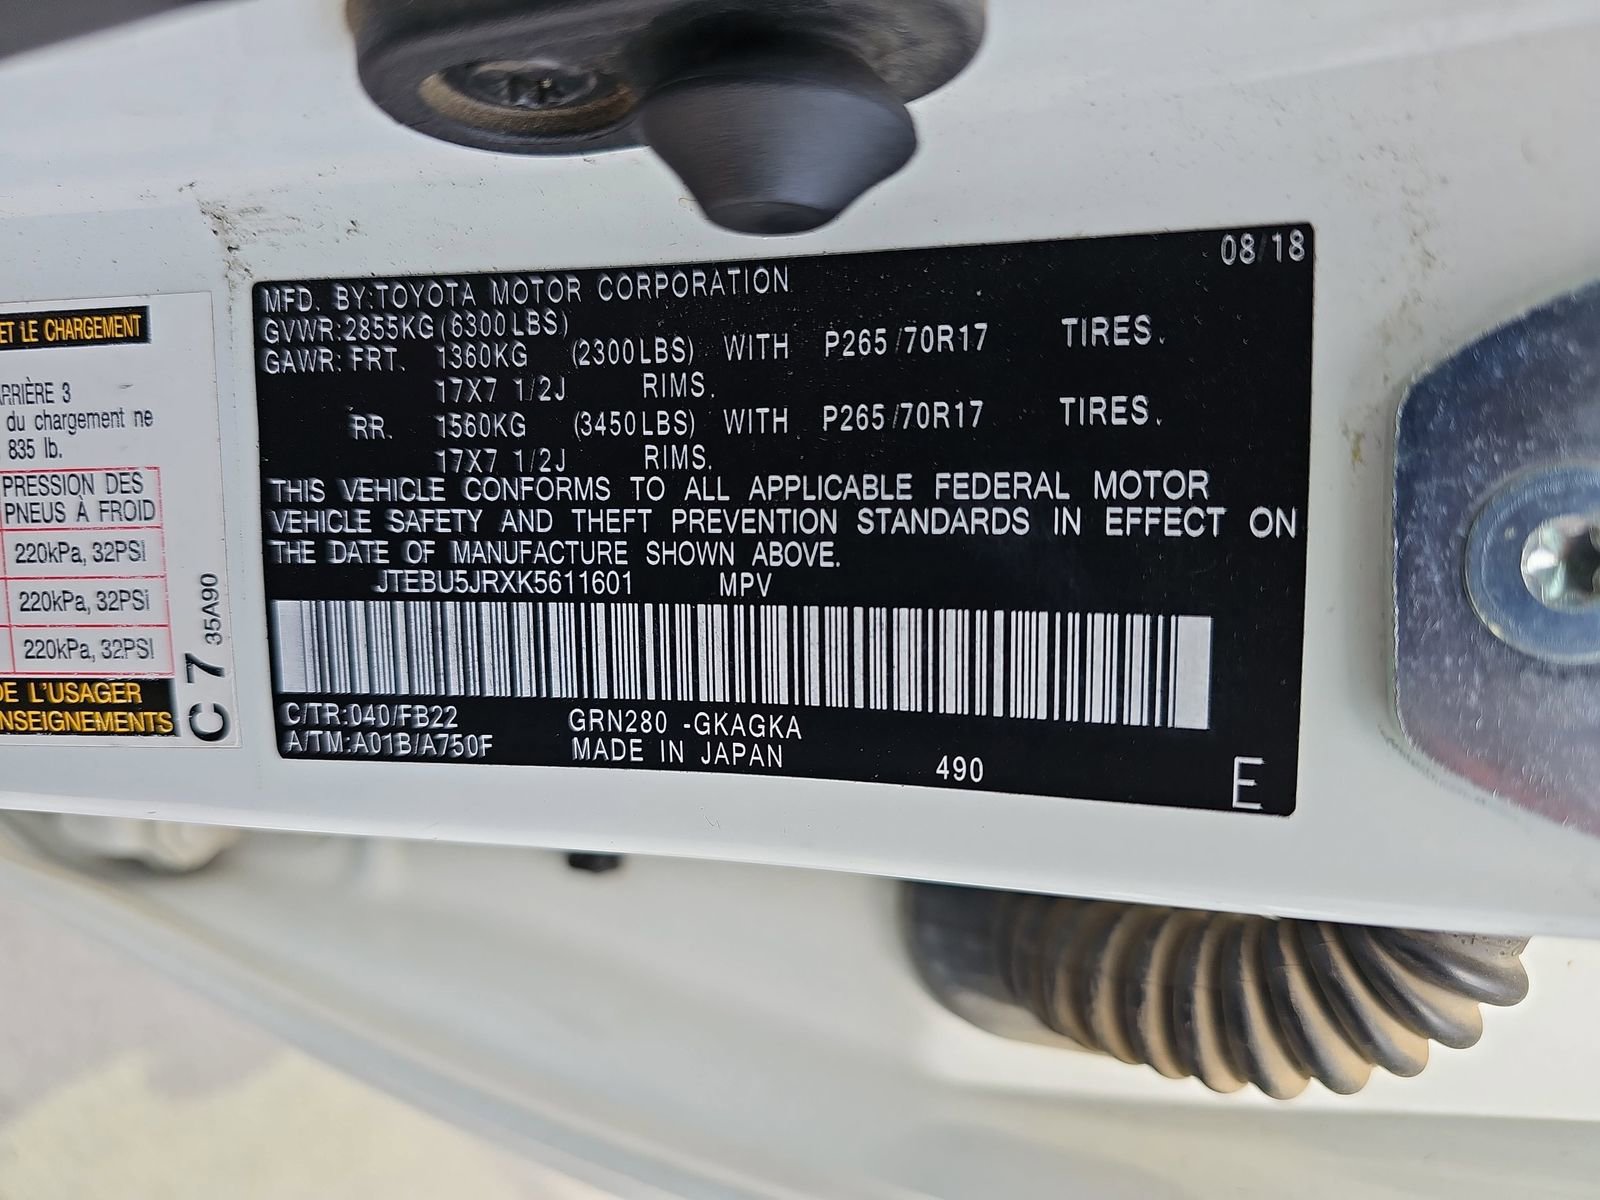 08/18
MFD. BY:TOYOTA MOTOR CORPORATION
GVWR:2855KG(6300LBS)
GAWR: FRT. 1360KG (2300LBS) WITH P265/70R17 TIRES.
17X7 1/2J RIMS.
RR. 1560KG (3450LBS) WITH P265/70R17 TIRES.
17X7 1/2J RIMS.
THIS VEHICLE CONFORMS TO ALL APPLICABLE FEDERAL MOTOR
VEHICLE SAFETY AND THEFT PREVENTION STANDARDS IN EFFECT ON
THE DATE OF MANUFACTURE SHOWN ABOVE.
JTEBU5JRXK5611601 MPV
C/TR:040/FB22 GRN280 -GKAGKA
A/TM:A01B/A750F MADE IN JAPAN
490
E
ET LE CHARGEMENT
ARRIÈRE 3
du chargement ne
835 lb.
PRESSION DES
PNEUS À FROID
220kPa, 32PSI
220kPa, 32PSI
220kPa, 32PSI
DE L'USAGER
ENSEIGNEMENTS
C 7 35A90